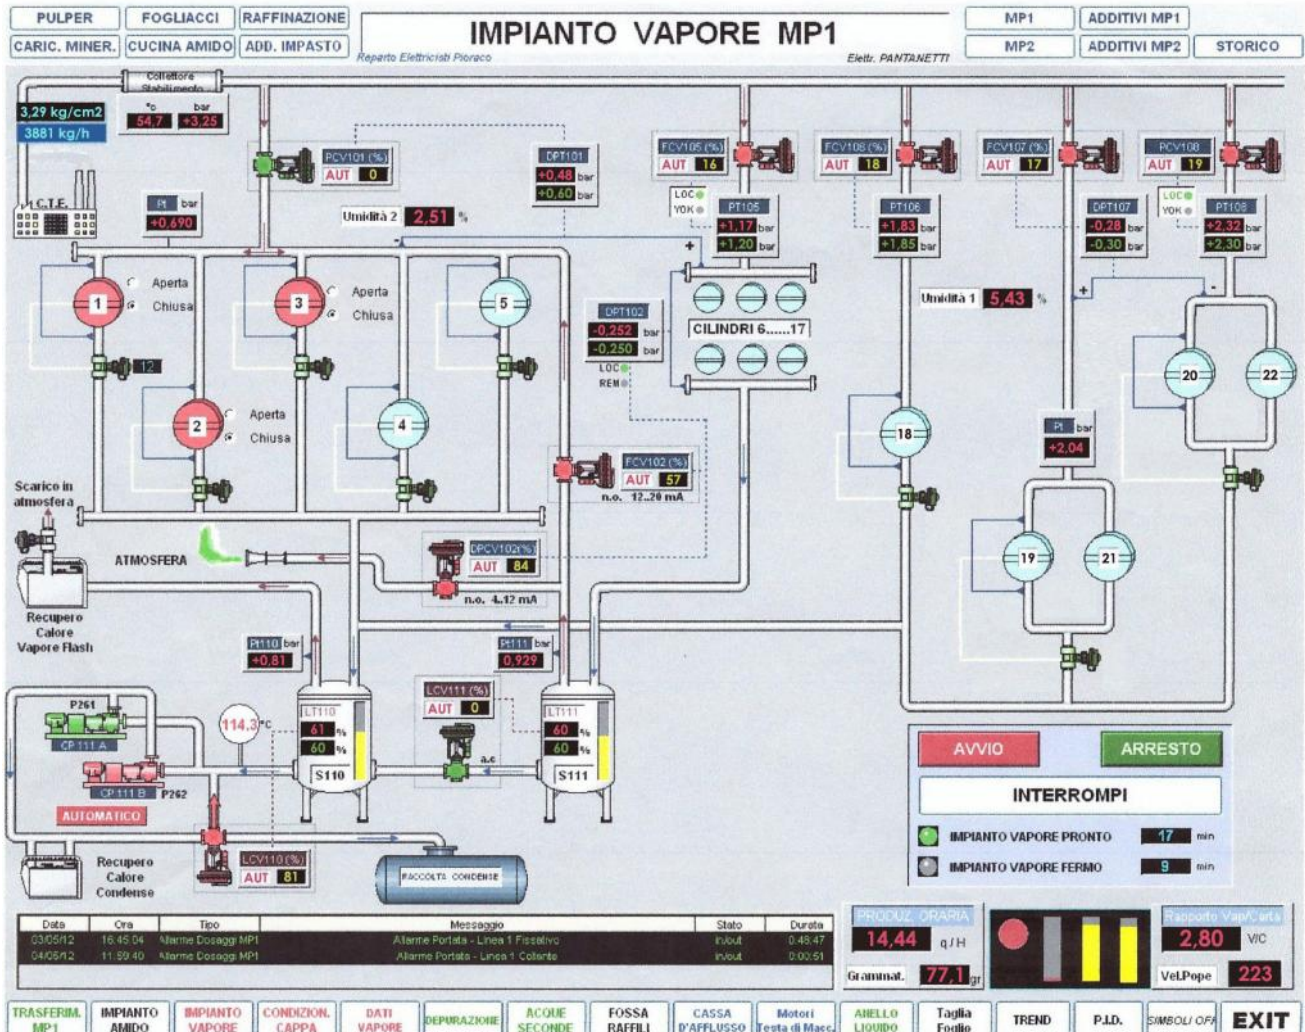 PULPER
FOGLIACCI
RAFFINAZIONE
CARIC. MINER.
CUCINA AMIDO
ADD. IMPASTO
IMPIANTO VAPORE MP1
Reparto Elettricisti Pioraco
Elettr. PANTANETTI
MP1
ADDITIVI MP1
MP2
ADDITIVI MP2
STORICO
Collettore
Stabilimento
°c bar
54,7 +3,25
3,29 kg/cm2
3881 kg/h
C.T.E.
Pt bar
+0,690
PCV101 (%)
AUT 0
DPT101
+0,48 bar
+0,60 bar
Umidità 2 2,51 %
FCV105 (%)
AUT 16
LOC
YOK
PT105
+1,17 bar
+1,20 bar
FCV106 (%)
AUT 18
PT106
+1,83 bar
+1,85 bar
FCV107 (%)
AUT 17
DPT107
-0,28 bar
-0,30 bar
PCV108
AUT 19
LOC
YOK
PT108
+2,32 bar
+2,30 bar
1
Aperta
Chiusa
12
3
Aperta
Chiusa
5
2
Aperta
Chiusa
4
- +
DPT102
-0,252 bar
-0,250 bar
LOC
REM
CILINDRI 6......17
Umidità 1 5,43 %
+ -
20
22
18
Pt bar
+2,04
19
21
FCV102 (%)
AUT 57
n.o. 12..20 mA
Scarico in
atmosfera
ATMOSFERA
DPCV102(%)
AUT 84
n.o. 4..12 mA
Recupero
Calore
Vapore Flash
Pt110 bar
+0,81
Pt111 bar
0,929
P261
CP 111 A
CP 111 B
P262
AUTOMATICO
114,3 °C
LT110
61 %
60 %
S110
LCV111 (%)
AUT 0
a.c
LT111
60 %
60 %
S111
LCV110 (%)
AUT 81
Recupero
Calore
Condense
RACCOLTA CONDENSE
AVVIO
ARRESTO
INTERROMPI
IMPIANTO VAPORE PRONTO 17 min
IMPIANTO VAPORE FERMO 9 min
Data Ora Tipo Messaggio Stato Durata
03/05/12 16.45.04 Allarme Dosaggi MP1 Allarme Portata - Linea 1 Fissativo in/out 0:48:47
04/05/12 11.59.40 Allarme Dosaggi MP1 Allarme Portata - Linea 1 Collante in/out 0:00:51
PRODUZ. ORARIA
14,44 q / H
Grammat. 77,1 gr
Rapporto Vap/Carta
2,80 V/C
Vel.Pope 223
TRASFERIM.
MP1
IMPIANTO
AMIDO
IMPIANTO
VAPORE
CONDIZION.
CAPPA
DATI
VAPORE
DEPURAZIONE
ACQUE
SECONDE
FOSSA
RAFFILI
CASSA
D'AFFLUSSO
Motori
Testa di Macc.
ANELLO
LIQUIDO
Taglia
Foglio
TREND
P.I.D.
SIMBOLI OFF
EXIT